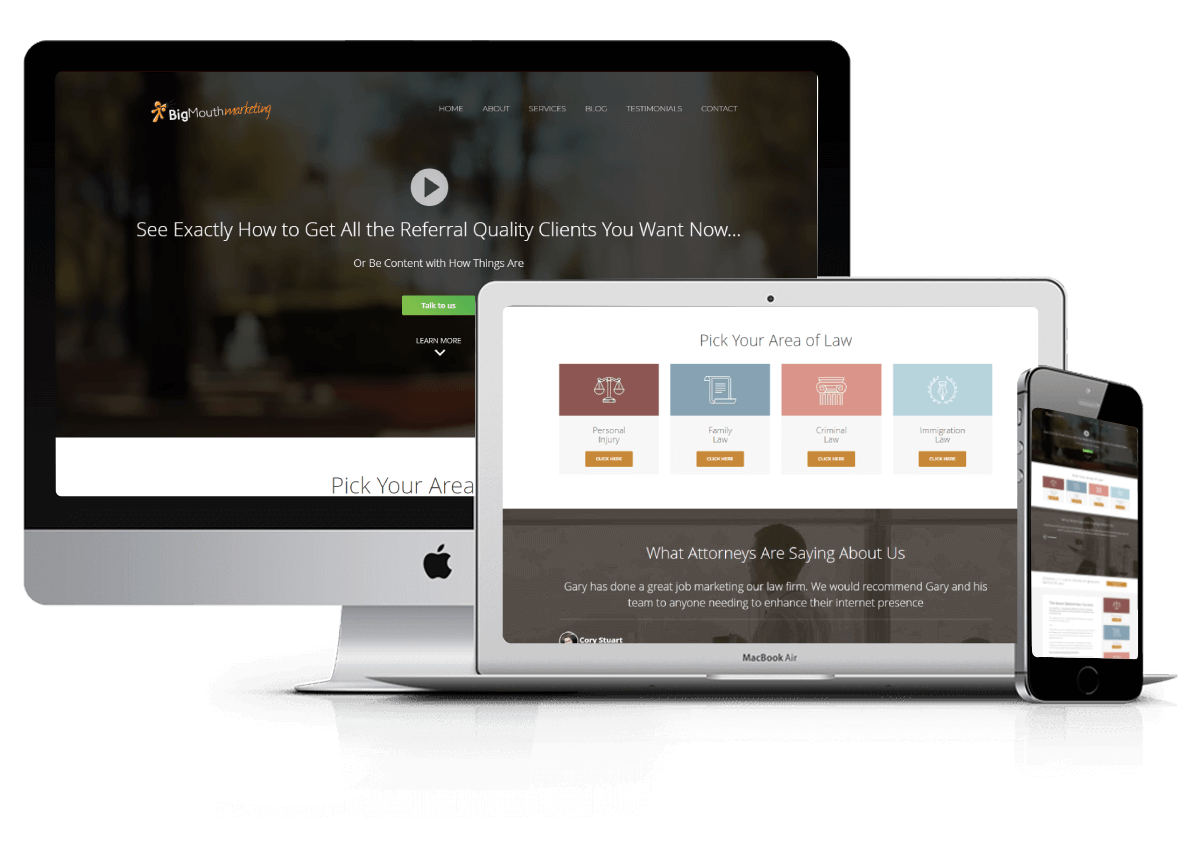 BigMouthmarketing
HOME ABOUT SERVICES BLOG TESTIMONIALS CONTACT
See Exactly How to Get All the Referral Quality Clients You Want Now...
Or Be Content with How Things Are
Talk to us
LEARN MORE
Pick Your Area
Pick Your Area of Law
Personal
Injury
CLICK HERE
Family
Law
CLICK HERE
Criminal
Law
CLICK HERE
Immigration
Law
CLICK HERE
What Attorneys Are Saying About Us
Gary has done a great job marketing our law firm. We would recommend Gary and his
team to anyone needing to enhance their internet presence
Cory Stuart
MacBook Air